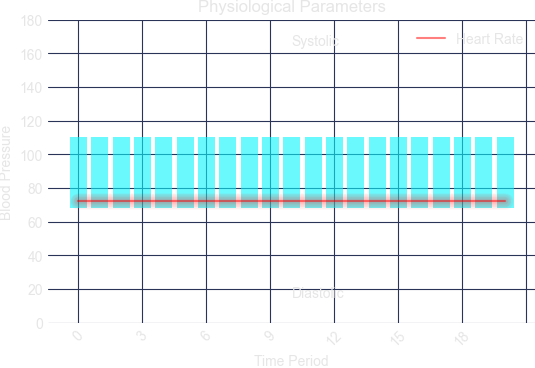 Physiological Parameters
180
Systolic
Heart Rate
160
140
120
100
80
60
40
20
Diastolic
0
Blood Pressure
0 3 6 9 12 15 18
Time Period